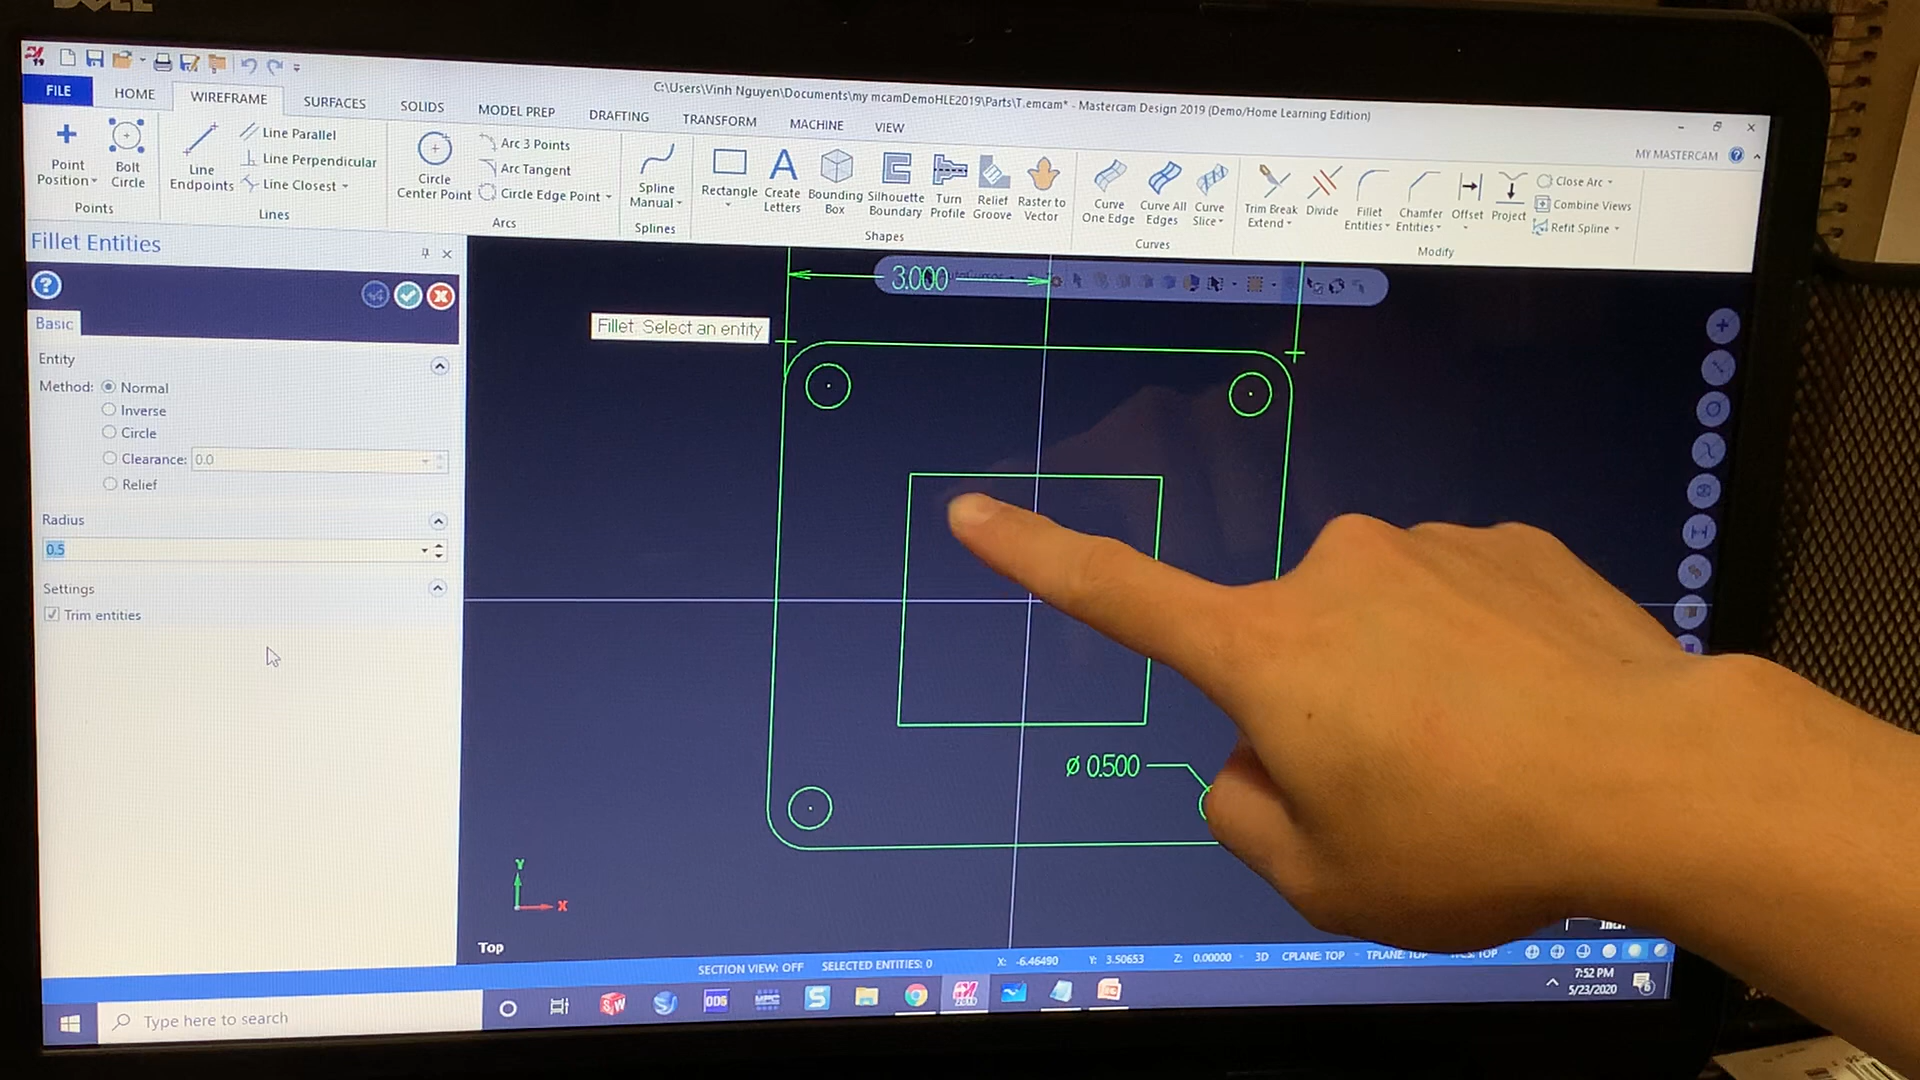 DELL
C:\Users\Vinh Nguyen\Documents\my mcamDemoHLE2019\Parts\T.emcam* - Mastercam Design 2019 (Demo/Home Learning Edition)
FILE HOME WIREFRAME SURFACES SOLIDS MODEL PREP DRAFTING TRANSFORM MACHINE VIEW MY MASTERCAM
Point Position
Bolt Circle
Points
Line Endpoints
Line Parallel
Line Perpendicular
Line Closest
Lines
Circle Center Point
Arc 3 Points
Arc Tangent
Circle Edge Point
Arcs
Spline Manual
Splines
Rectangle
Create Letters
Bounding Box
Silhouette Boundary
Turn Profile
Relief Groove
Raster to Vector
Shapes
Curve One Edge
Curve All Edges
Curve Slice
Curves
Trim Break Extend
Divide
Fillet Entities
Chamfer Entities
Offset
Project
Close Arc
Combine Views
Refit Spline
Modify
Fillet Entities
Basic
Entity
Method: Normal
Inverse
Circle
Clearance: 0.0
Relief
Radius
0.5
Settings
Trim entities
3.000
Fillet: Select an entity
Ø 0.500
Y
X
Top
SECTION VIEW: OFF SELECTED ENTITIES: 0 X: -6.46490 Y: 3.50653 Z: 0.00000 3D CPLANE: TOP TPLANE: TOP
Type here to search
7:52 PM
5/23/2020